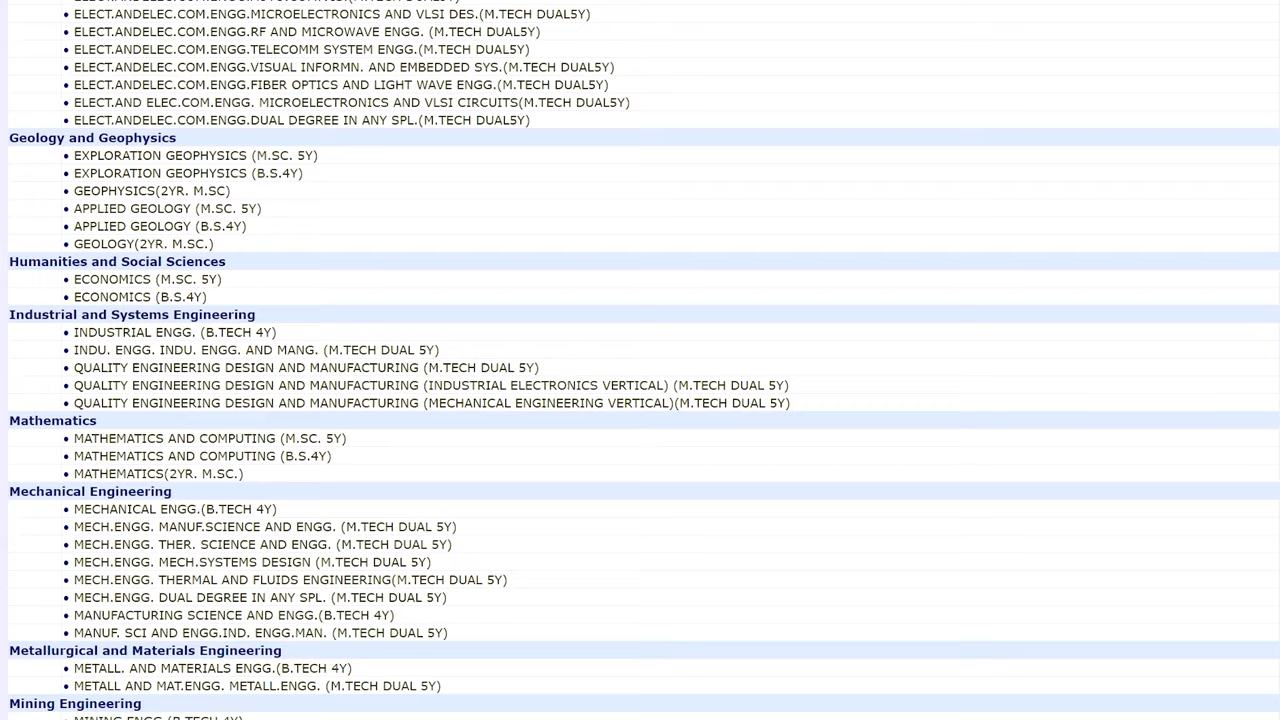 • ELECT.ANDELEC.COM.ENGG.MICROELECTRONICS AND VLSI DES.(M.TECH DUAL5Y)
• ELECT.ANDELEC.COM.ENGG.RF AND MICROWAVE ENGG. (M.TECH DUAL5Y)
• ELECT.ANDELEC.COM.ENGG.TELECOMM SYSTEM ENGG.(M.TECH DUAL5Y)
• ELECT.ANDELEC.COM.ENGG.VISUAL INFORMN. AND EMBEDDED SYS.(M.TECH DUAL5Y)
• ELECT.ANDELEC.COM.ENGG.FIBER OPTICS AND LIGHT WAVE ENGG.(M.TECH DUAL5Y)
• ELECT.AND ELEC.COM.ENGG. MICROELECTRONICS AND VLSI CIRCUITS(M.TECH DUAL5Y)
• ELECT.ANDELEC.COM.ENGG.DUAL DEGREE IN ANY SPL.(M.TECH DUAL5Y)
Geology and Geophysics
• EXPLORATION GEOPHYSICS (M.SC. 5Y)
• EXPLORATION GEOPHYSICS (B.S.4Y)
• GEOPHYSICS(2YR. M.SC)
• APPLIED GEOLOGY (M.SC. 5Y)
• APPLIED GEOLOGY (B.S.4Y)
• GEOLOGY(2YR. M.SC.)
Humanities and Social Sciences
• ECONOMICS (M.SC. 5Y)
• ECONOMICS (B.S.4Y)
Industrial and Systems Engineering
• INDUSTRIAL ENGG. (B.TECH 4Y)
• INDU. ENGG. INDU. ENGG. AND MANG. (M.TECH DUAL 5Y)
• QUALITY ENGINEERING DESIGN AND MANUFACTURING (M.TECH DUAL 5Y)
• QUALITY ENGINEERING DESIGN AND MANUFACTURING (INDUSTRIAL ELECTRONICS VERTICAL) (M.TECH DUAL 5Y)
• QUALITY ENGINEERING DESIGN AND MANUFACTURING (MECHANICAL ENGINEERING VERTICAL)(M.TECH DUAL 5Y)
Mathematics
• MATHEMATICS AND COMPUTING (M.SC. 5Y)
• MATHEMATICS AND COMPUTING (B.S.4Y)
• MATHEMATICS(2YR. M.SC.)
Mechanical Engineering
• MECHANICAL ENGG.(B.TECH 4Y)
• MECH.ENGG. MANUF.SCIENCE AND ENGG. (M.TECH DUAL 5Y)
• MECH.ENGG. THER. SCIENCE AND ENGG. (M.TECH DUAL 5Y)
• MECH.ENGG. MECH.SYSTEMS DESIGN (M.TECH DUAL 5Y)
• MECH.ENGG. THERMAL AND FLUIDS ENGINEERING(M.TECH DUAL 5Y)
• MECH.ENGG. DUAL DEGREE IN ANY SPL. (M.TECH DUAL 5Y)
• MANUFACTURING SCIENCE AND ENGG.(B.TECH 4Y)
• MANUF. SCI AND ENGG.IND. ENGG.MAN. (M.TECH DUAL 5Y)
Metallurgical and Materials Engineering
• METALL. AND MATERIALS ENGG.(B.TECH 4Y)
• METALL AND MAT.ENGG. METALL.ENGG. (M.TECH DUAL 5Y)
Mining Engineering
MINING ENGG.(B.TECH 4Y)